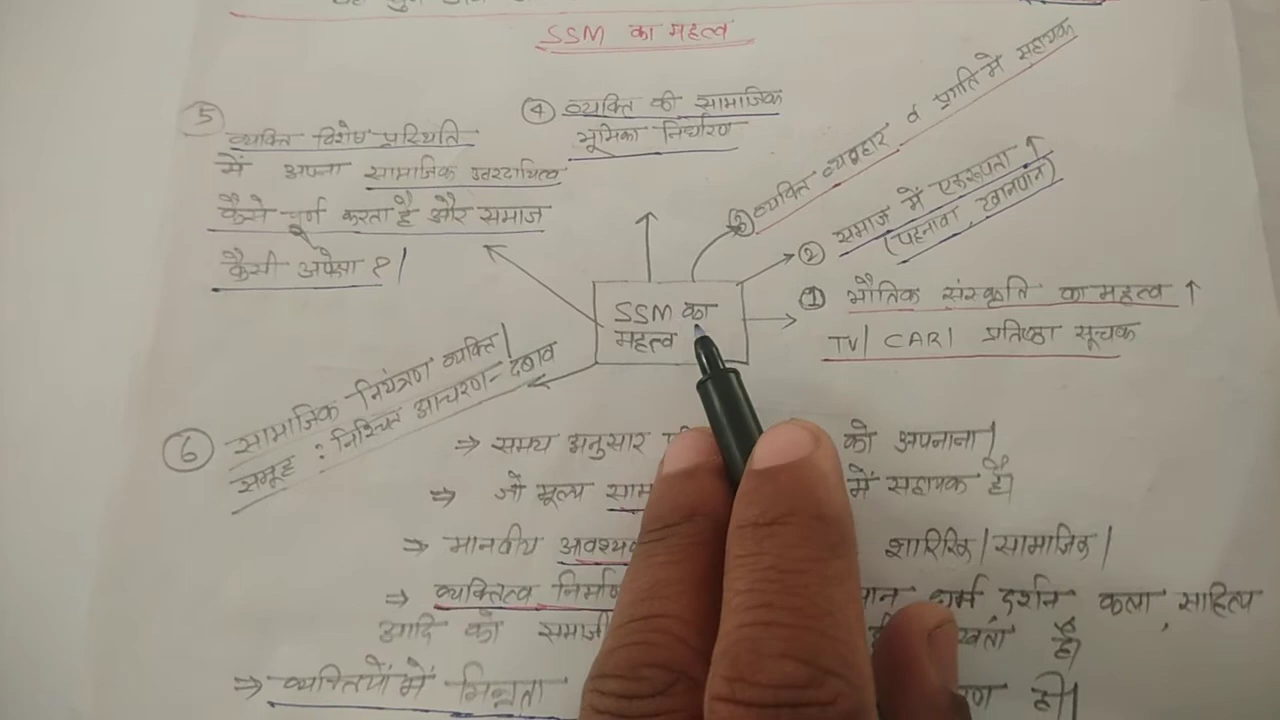 SSM का महत्व
⑤ व्यक्ति विशेष परिस्थिति
में अपना सामाजिक उत्तरदायित्व
कैसे पूर्ण करता है और समाज
कैसी अपेक्षा ?|
④ व्यक्ति की सामाजिक
भूमिका निर्धारण
③ व्यक्ति व्यवहार व प्रगति में सहायक
② समाज में एकरूपता ↑
(पहनावा, खानपान)
① भौतिक संस्कृति का महत्व ↑
TV| CAR| प्रतिष्ठा सूचक
SSM का
महत्व
⑥ सामाजिक नियंत्रण व्यक्ति|
समूह : निश्चित आचरण - दबाव
⇒ समय अनुसार को अपनाना|
⇒ जो मूल्य में सहायक है|
⇒ मानवीय शारिरिक|सामाजिक|
⇒ व्यक्तित्व धर्म दर्शन कला, साहित्य
आदि को है|
⇒ व्यक्तियों में भिन्नता ही|